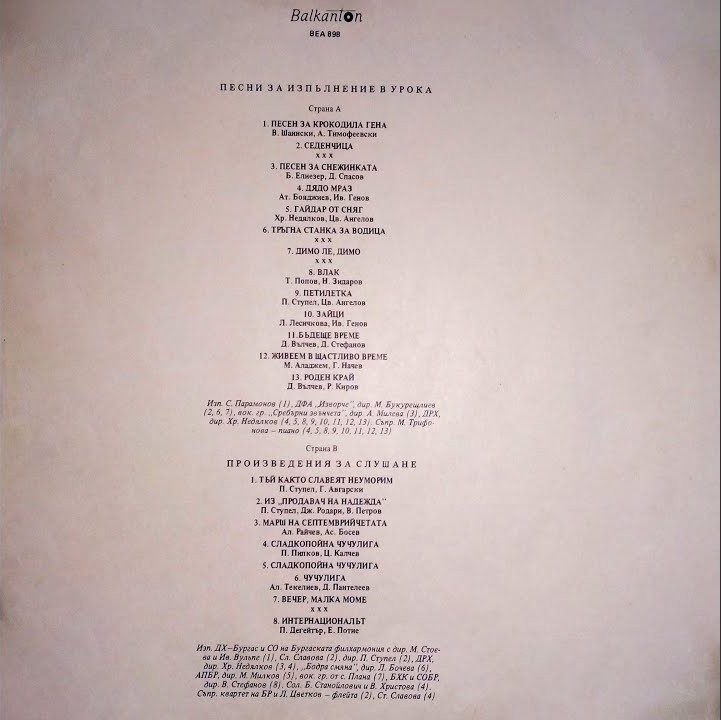 Balkanton
ВЕА 898
ПЕСНИ ЗА ИЗПЪЛНЕНИЕ В УРОКА
Страна А
1. ПЕСЕН ЗА КРОКОДИЛА ГЕНА
В. Шаински, А. Тимофеевски
2. СЕДЕНЧИЦА
х х х
3. ПЕСЕН ЗА СНЕЖИНКАТА
Б. Елиезер, Д. Спасов
4. ДЯДО МРАЗ
Ат. Бояджиев, Ив. Генов
5. ГАЙДАР ОТ СНЯГ
Хр. Недялков, Цв. Ангелов
6. ТРЪГНА СТАНКА ЗА ВОДИЦА
х х х
7. ДИМО ЛЕ, ДИМО
х х х
8. ВЛАК
Т. Попов, Н. Зидаров
9. ПЕТИЛЕТКА
П. Ступел, Цв. Ангелов
10. ЗАЙЦИ
Л. Лесичкова, Ив. Генов
11. БЪДЕЩЕ ВРЕМЕ
Д. Вълчев, Д. Стефанов
12. ЖИВЕЕМ В ЩАСТЛИВО ВРЕМЕ
М. Аладжем, Г. Начев
13. РОДЕН КРАЙ
Д. Вълчев, Р. Киров
Изп. С. Парамонов (1), ДФА „Изворче", дир. М. Букурещлиев
(2, 6, 7), вок. гр. „Сребърни звънчета", дир. А. Милева (3), ДРХ,
дир. Хр. Недялков (4, 5, 8, 9, 10, 11, 12, 13). Съпр. М. Трифо-
нова – пиано (4, 5, 8, 9, 10, 11, 12, 13)
Страна В
ПРОИЗВЕДЕНИЯ ЗА СЛУШАНЕ
1. ТЪЙ КАКТО СЛАВЕЯТ НЕУМОРИМ
П. Ступел, Г. Авгарски
2. ИЗ „ПРОДАВАЧ НА НАДЕЖДА"
П. Ступел, Дж. Родари, В. Петров
3. МАРШ НА СЕПТЕМВРИЙЧЕТАТА
Ал. Райчев, Ас. Босев
4. СЛАДКОПОЙНА ЧУЧУЛИГА
П. Пипков, Ц. Калчев
5. СЛАДКОПОЙНА ЧУЧУЛИГА
6. ЧУЧУЛИГА
Ал. Текелиев, Д. Пантелеев
7. ВЕЧЕР, МАЛКА МОМЕ
х х х
8. ИНТЕРНАЦИОНАЛЪТ
П. Дегейтър, Е. Потие
Изп. ДХ–Бургас и СО на Бургаската филхармония с дир. М. Стое-
ва и Ив. Вулпе (1), Сл. Славова (2), дир. П. Ступел (2), ДРХ,
дир. Хр. Недялков (3, 4), „Бодра смяна", дир. Л. Бочева (6),
АПБР, дир. М. Милков (5), вок. гр. от с. Плана (7), БХК и СОБР,
дир. В. Стефанов (8). Сол. Б. Станойлович и В. Христова (4).
Съпр. квартет на БР и Л. Цветков – флейта (2), Ст. Славова (4)